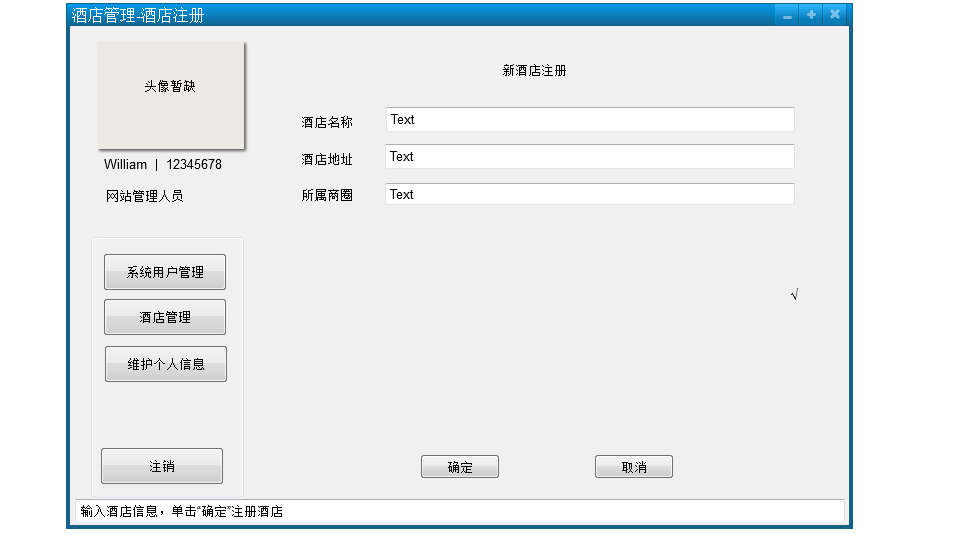 酒店管理-酒店注册
头像暂缺
William | 12345678
网站管理人员
系统用户管理
酒店管理
维护个人信息
注销
新酒店注册
酒店名称 Text
酒店地址 Text
所属商圈 Text
√
确定 取消
输入酒店信息，单击“确定”注册酒店